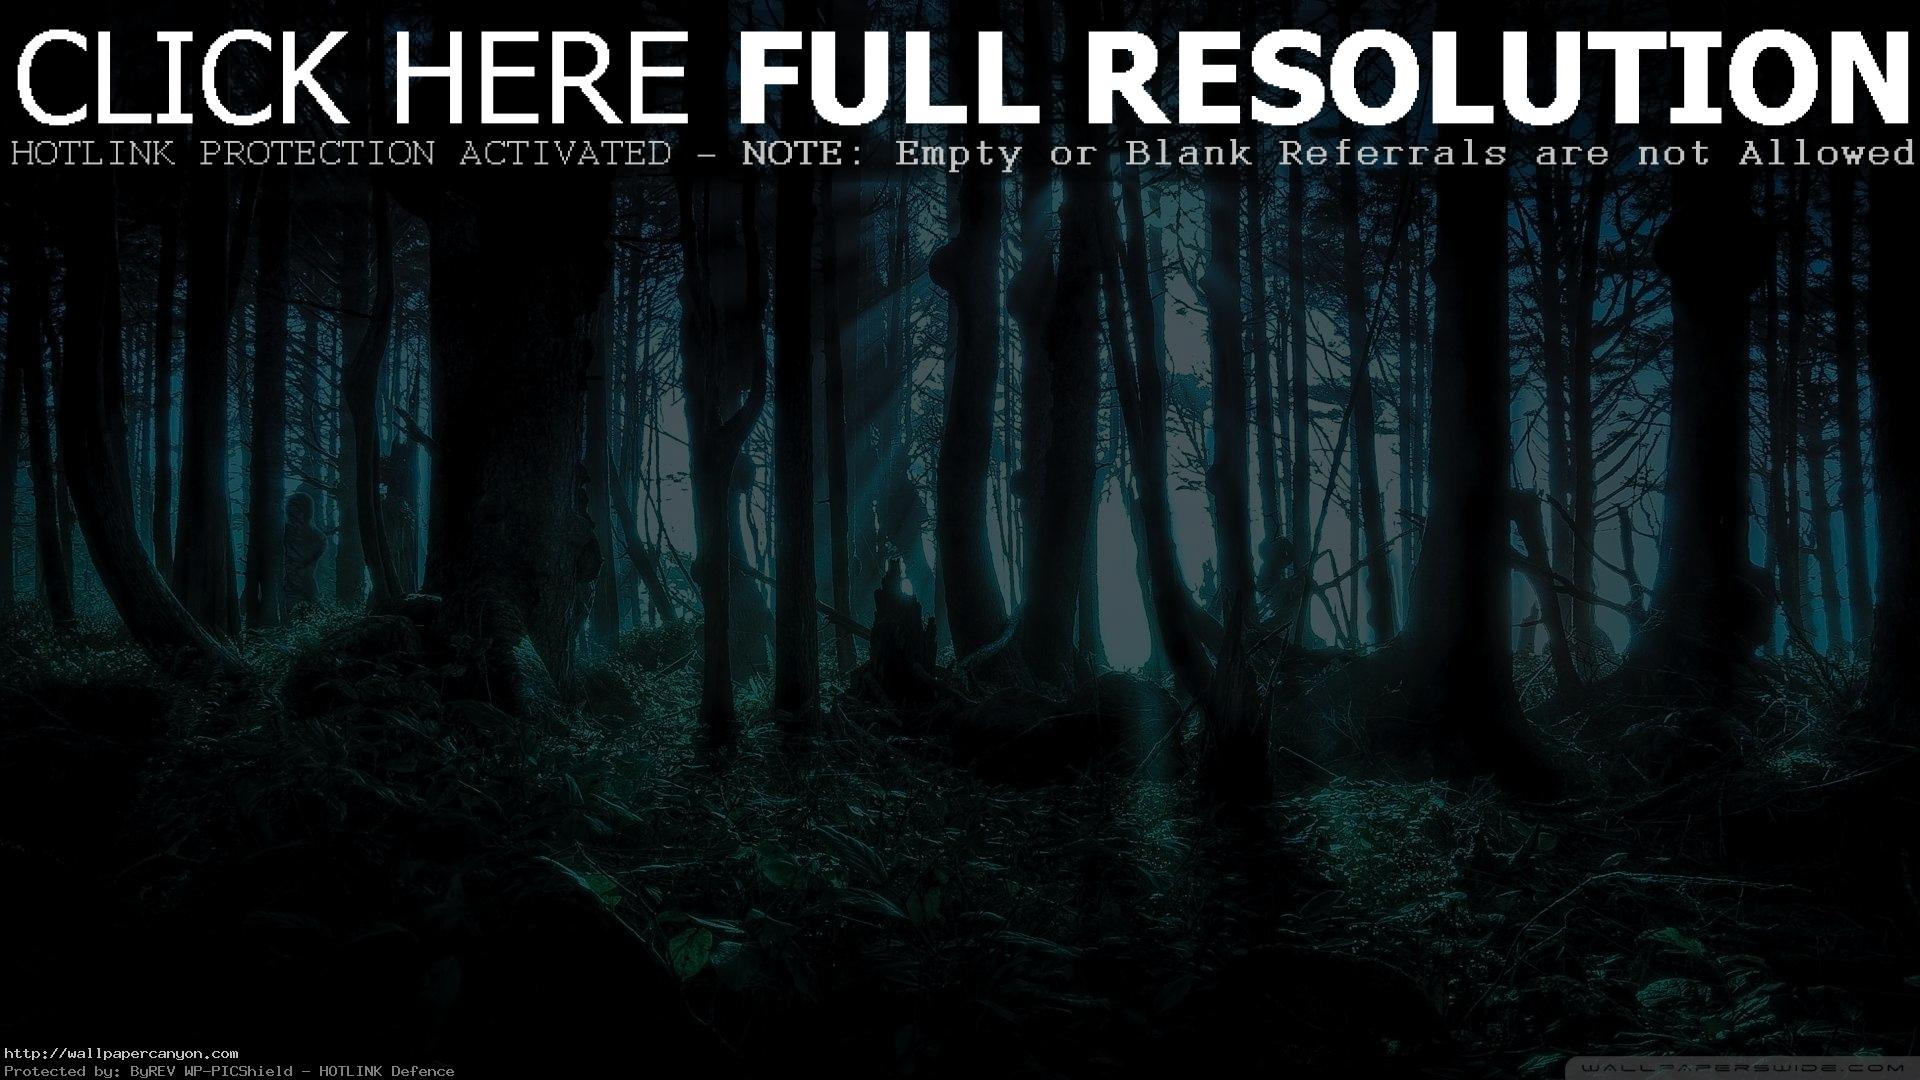 CLICK HERE FULL RESOLUTION
HOTLINK PROTECTION ACTIVATED - NOTE: Empty or Blank Referrals are not Allowed
http://wallpapercanyon.com
Protected by: ByREV WP-PICShield - HOTLINK Defence
WALLPAPERSWIDE.COM